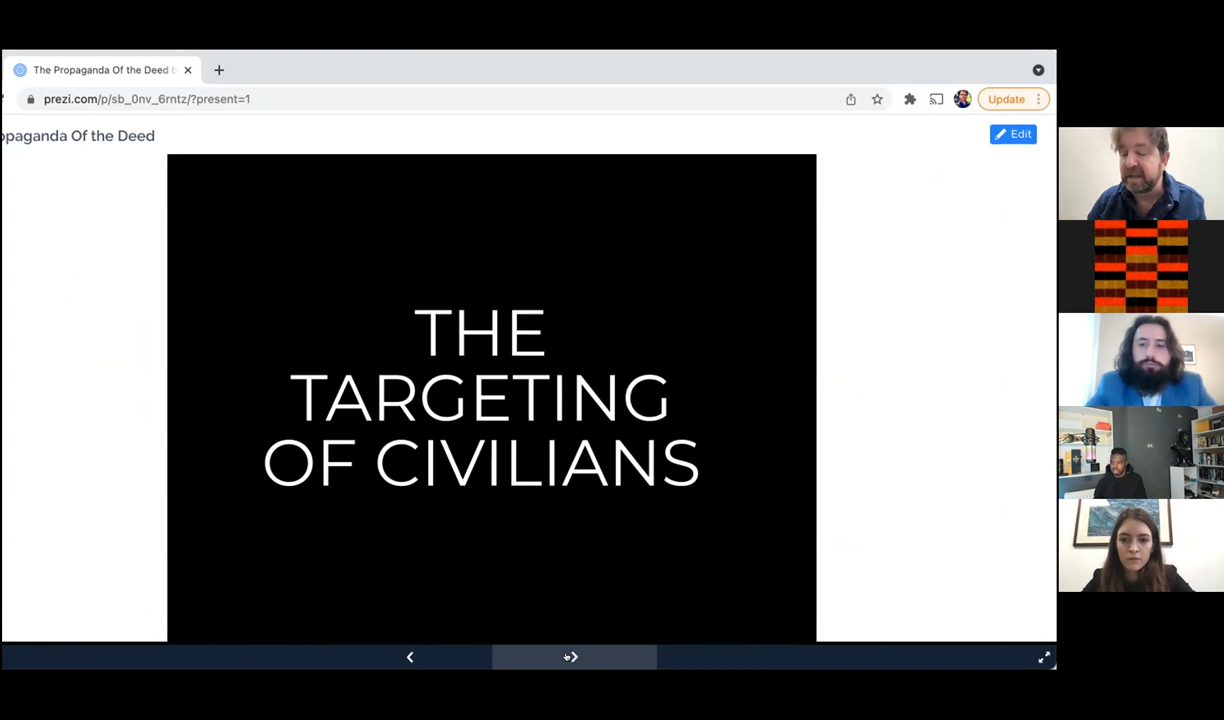 The Propaganda Of the Deed b
prezi.com/p/sb_0nv_6rntz/?present=1
Update
opaganda Of the Deed
Edit
THE
TARGETING
OF CIVILIANS